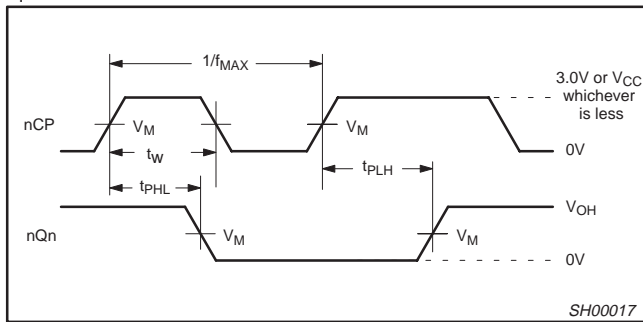 1/fMAX
3.0V or VCC
whichever
is less
nCP
VM
VM
tW
0V
tPHL
tPLH
VOH
nQn
VM
VM
0V
SH00017